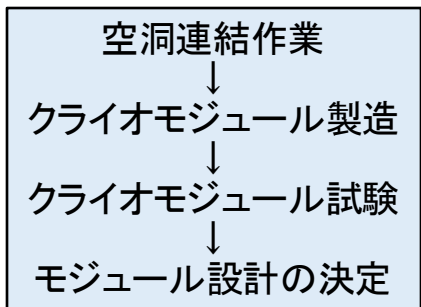 空洞連結作業
↓
クライオモジュール製造
↓
クライオモジュール試験
↓
モジュール設計の決定